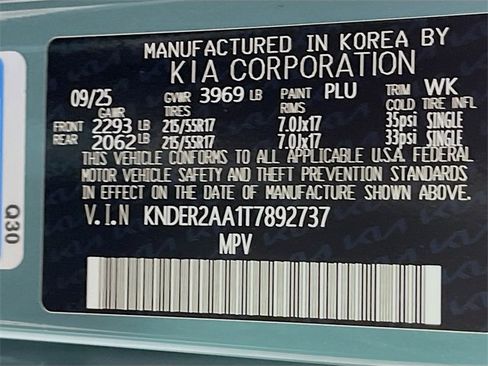 MANUFACTURED IN KOREA BY
KIA CORPORATION
09/25 GVWR 3969 LB PAINT PLU TRIM WK
GAWR TIRES RIMS COLD TIRE INFL
FRONT 2293 LB 215/55R17 7.0Jx17 35psi SINGLE
REAR 2062 LB 215/55R17 7.0Jx17 33psi SINGLE
THIS VEHICLE CONFORMS TO ALL APPLICABLE U.S.A. FEDERAL
MOTOR VEHICLE SAFETY AND THEFT PREVENTION STANDARDS
IN EFFECT ON THE DATE OF MANUFACTURE SHOWN ABOVE.
V.I.N KNDER2AA1T7892737
MPV
Q30